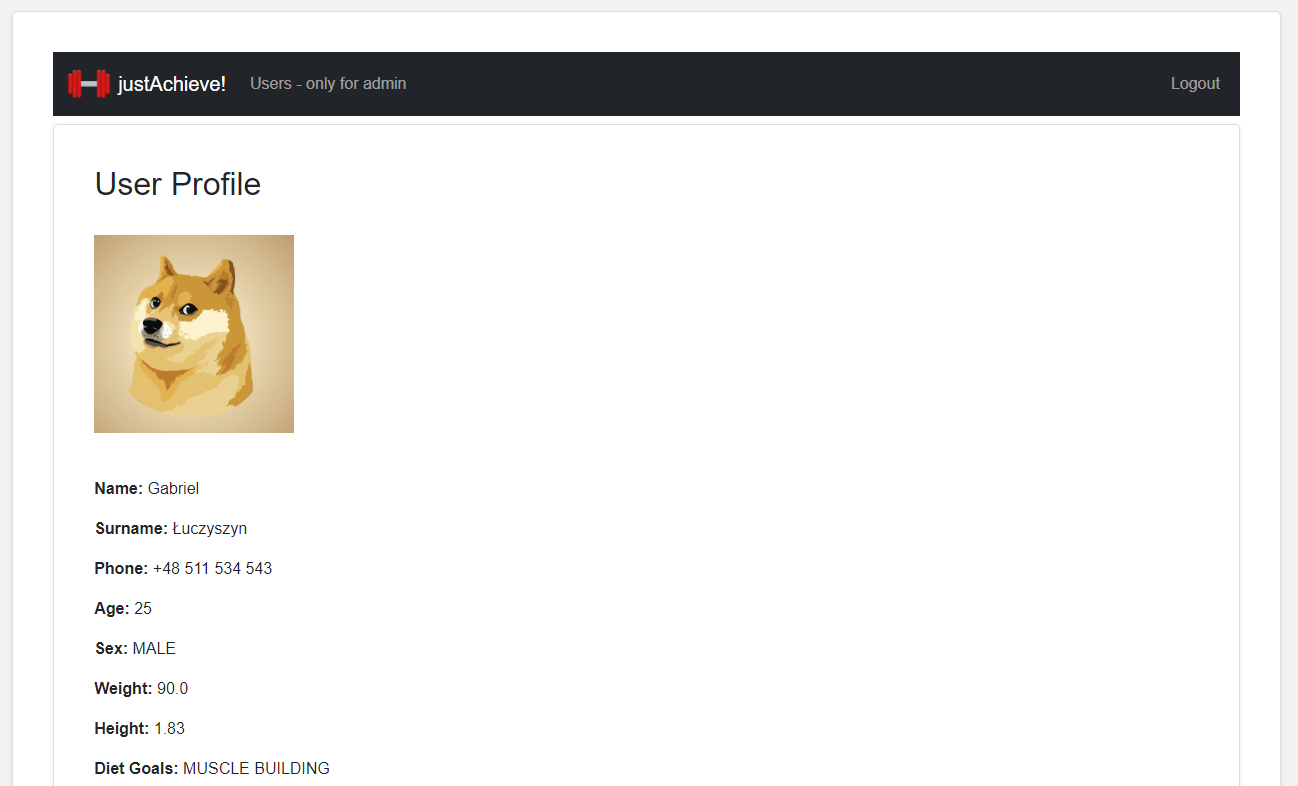 justAchieve! Users - only for admin Logout
User Profile
Name: Gabriel
Surname: Łuczyszyn
Phone: +48 511 534 543
Age: 25
Sex: MALE
Weight: 90.0
Height: 1.83
Diet Goals: MUSCLE BUILDING